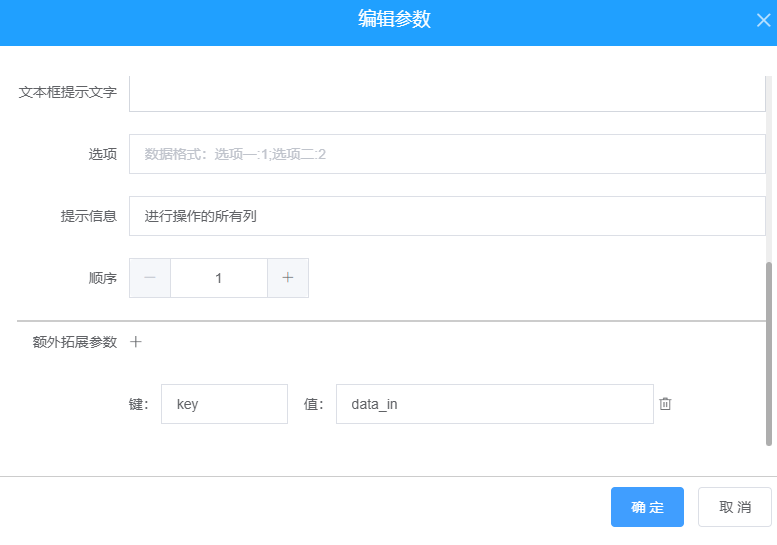 编辑参数
文本框提示文字
选项 数据格式：选项一:1;选项二:2
提示信息 进行操作的所有列
顺序 1
额外拓展参数
键： key 值： data_in
确定 取消